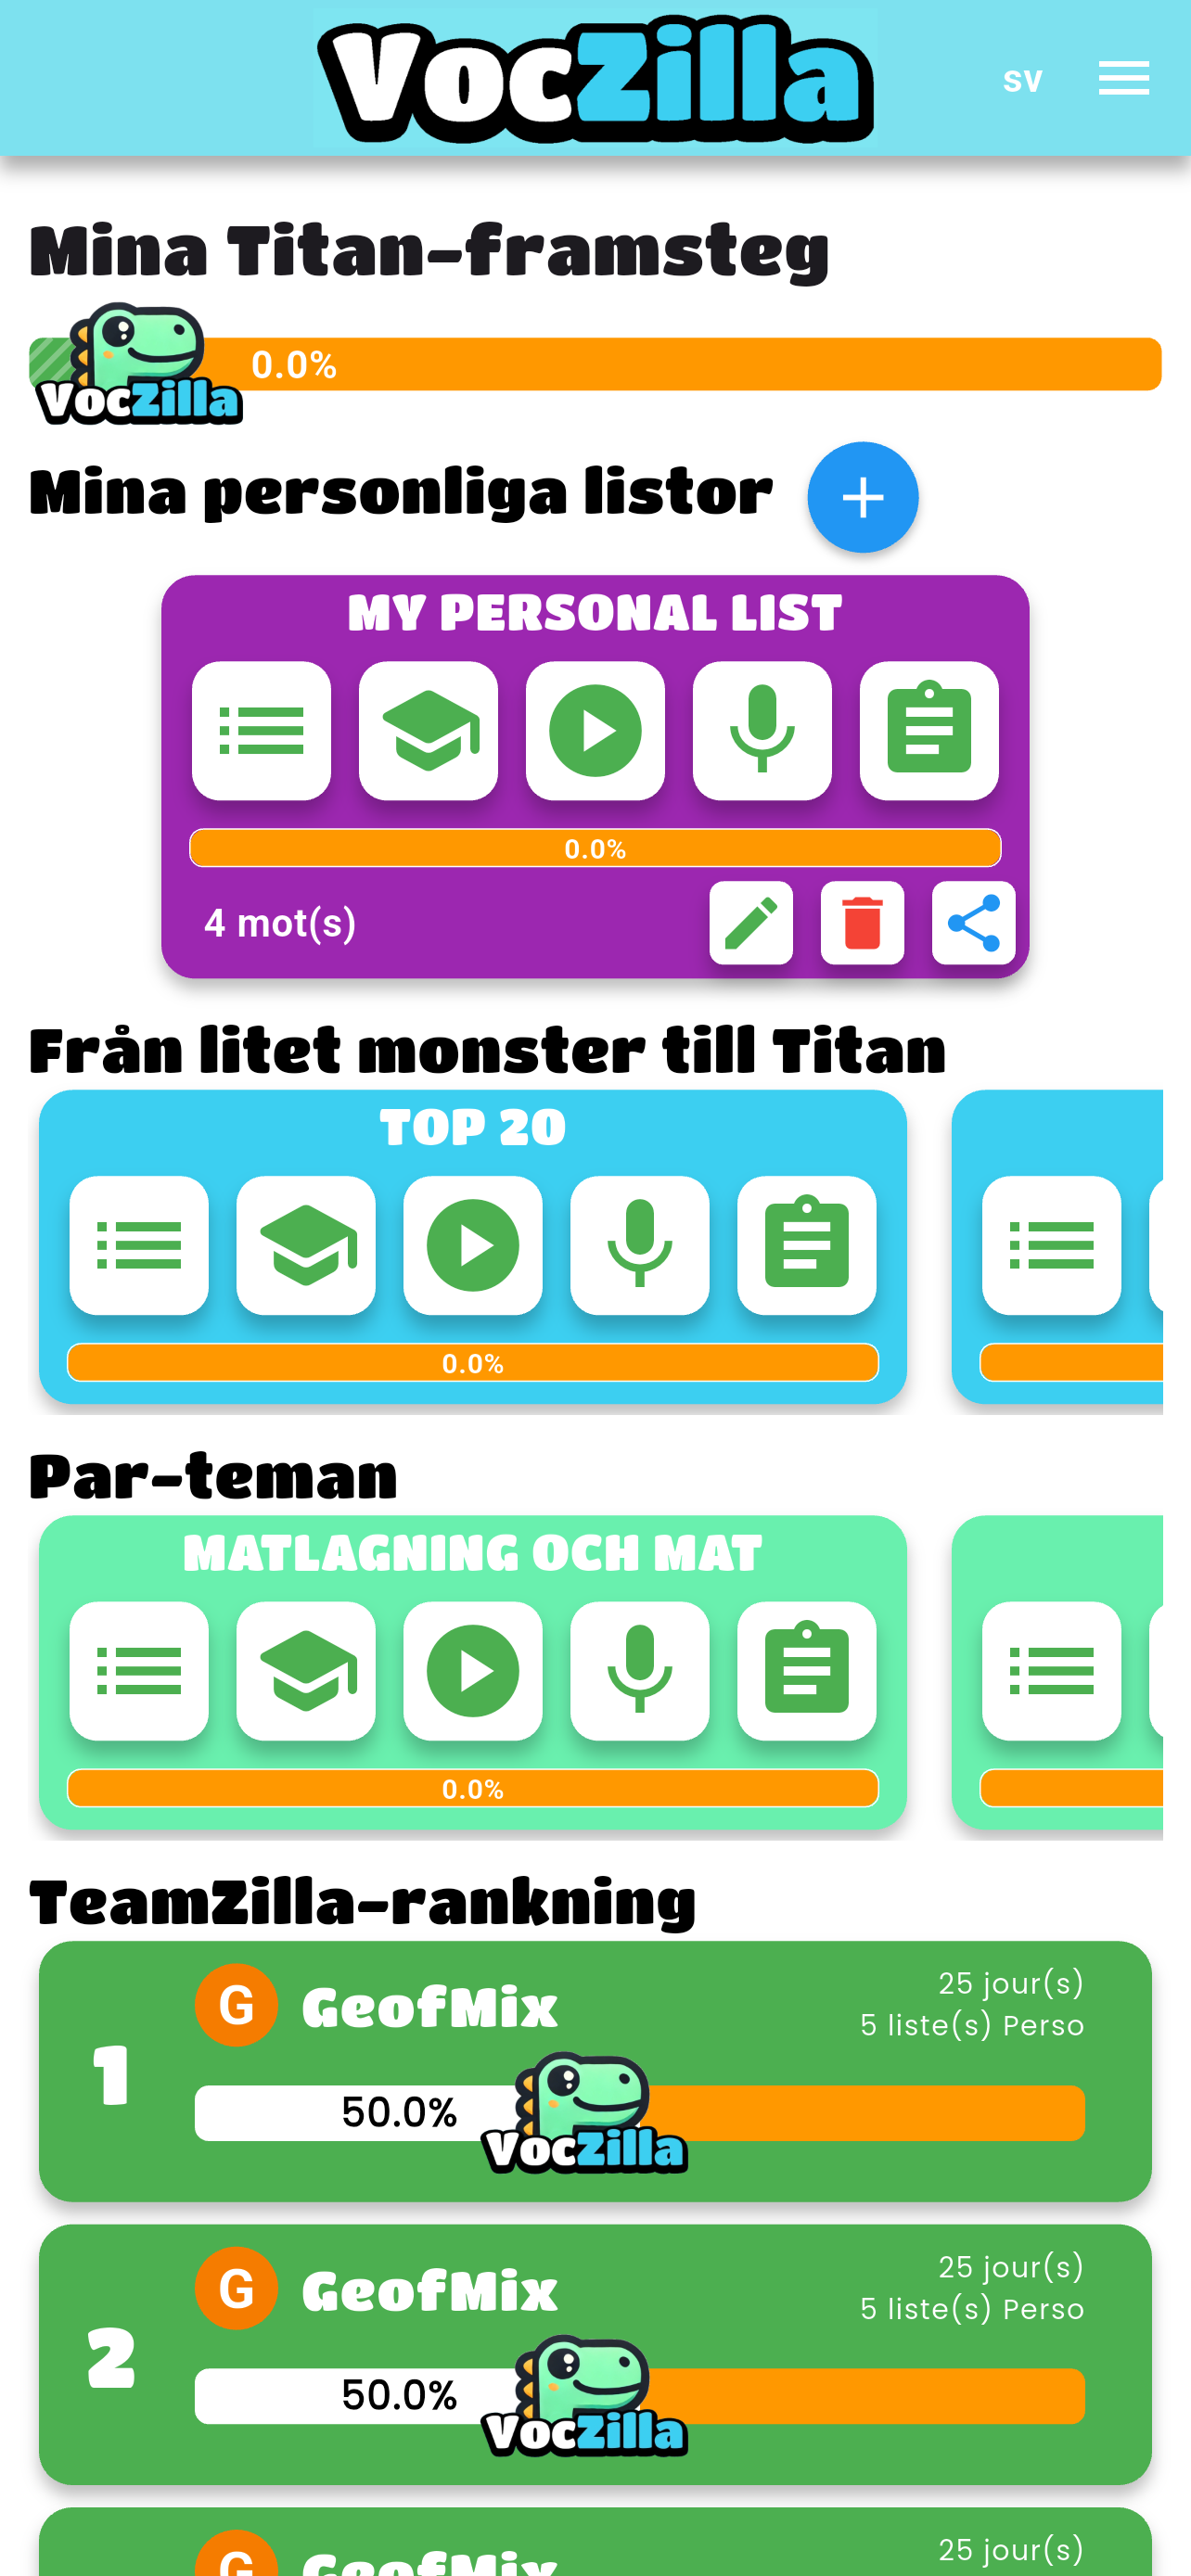 VocZilla
sv
Mina Titan-framsteg
0.0%
VocZilla
Mina personliga listor
MY PERSONAL LIST
0.0%
4 mot(s)
Från litet monster till Titan
TOP 20
0.0%
Par-teman
MATLAGNING OCH MAT
0.0%
TeamZilla-rankning
25 jour(s)
G GeofMix
5 liste(s) Perso
1
50.0%
VocZilla
25 jour(s)
G GeofMix
5 liste(s) Perso
2
50.0%
VocZilla
25 jour(s)
G GeofMix